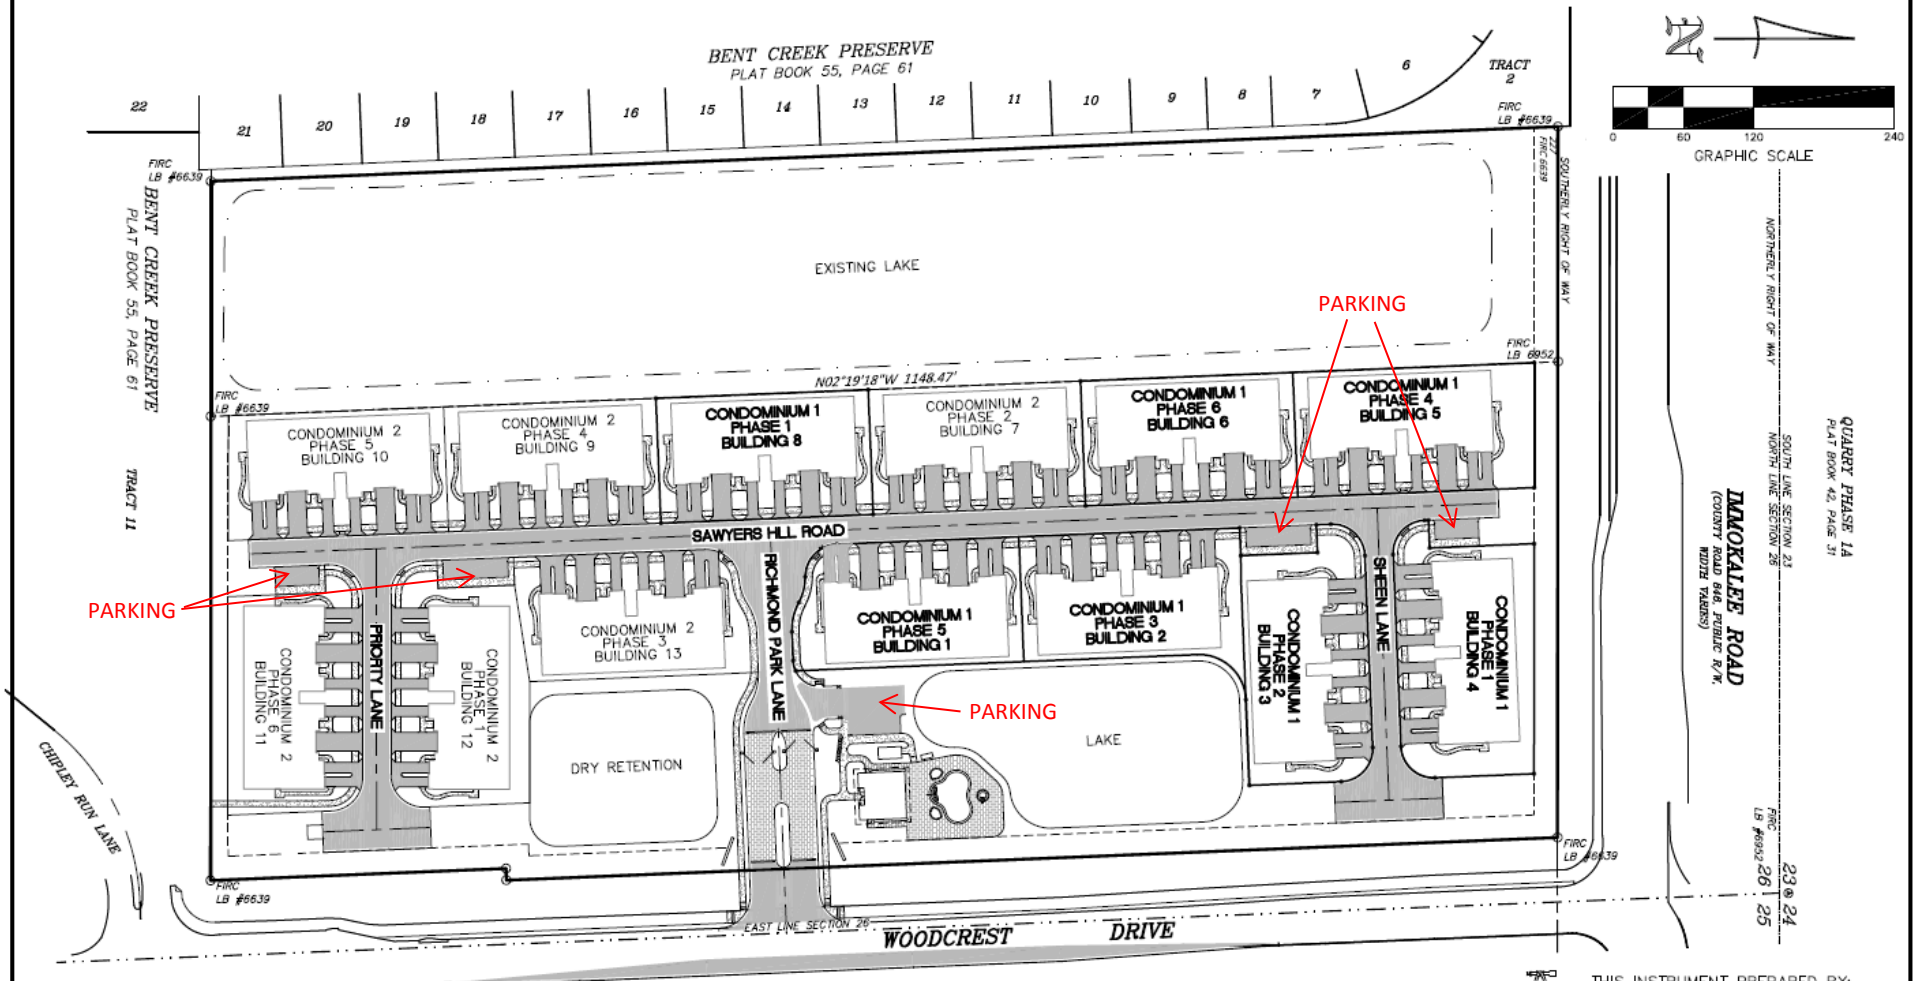 BENT CREEK PRESERVE
PLAT BOOK 55, PAGE 61
22
21
20
19
18
17
16
15
14
13
12
11
10
9
8
7
6
TRACT
2
FIRC
LB #6639
N
0
60
120
240
GRAPHIC SCALE
FIRC
LB #6639
BENT CREEK PRESERVE
PLAT BOOK 55, PAGE 61
TRACT 11
227
FIRC 6639
SOUTHERLY RIGHT OF WAY
NORTHERLY RIGHT OF WAY
EXISTING LAKE
PARKING
FIRC
LB 6952
N02°19'18"W 1148.47'
FIRC
LB #6639
CONDOMINIUM 2
PHASE 5
BUILDING 10
CONDOMINIUM 2
PHASE 4
BUILDING 9
CONDOMINIUM 1
PHASE 1
BUILDING 8
CONDOMINIUM 2
PHASE 2
BUILDING 7
CONDOMINIUM 1
PHASE 6
BUILDING 6
CONDOMINIUM 1
PHASE 4
BUILDING 5
QUARRY PHASE 1A
PLAT BOOK 42, PAGE 31
SOUTH LINE SECTION 23
NORTH LINE SECTION 26
IMMOKALEE ROAD
(COUNTY ROAD 846, PUBLIC R/W,
WIDTH VARIES)
SAWYERS HLL ROAD
RICHMOND PARK LANE
PARKING
PRIORTY LANE
SHEEN LANE
CONDOMINIUM 2
PHASE 6
BUILDING 11
CONDOMINIUM 2
PHASE 1
BUILDING 12
CONDOMINIUM 2
PHASE 3
BUILDING 13
CONDOMINIUM 1
PHASE 5
BUILDING 1
CONDOMINIUM 1
PHASE 3
BUILDING 2
CONDOMINIUM 1
PHASE 2
BUILDING 3
CONDOMINIUM 1
PHASE 1
BUILDING 4
PARKING
LAKE
DRY RETENTION
CHIPLEY RUN LANE
FIRC
LB #6639
FIRC
LB #6639
FIRC
LB #6952
23 24
26 25
EAST LINE SECTION 26
WOODCREST DRIVE
THIS INSTRUMENT PREPARED BY: